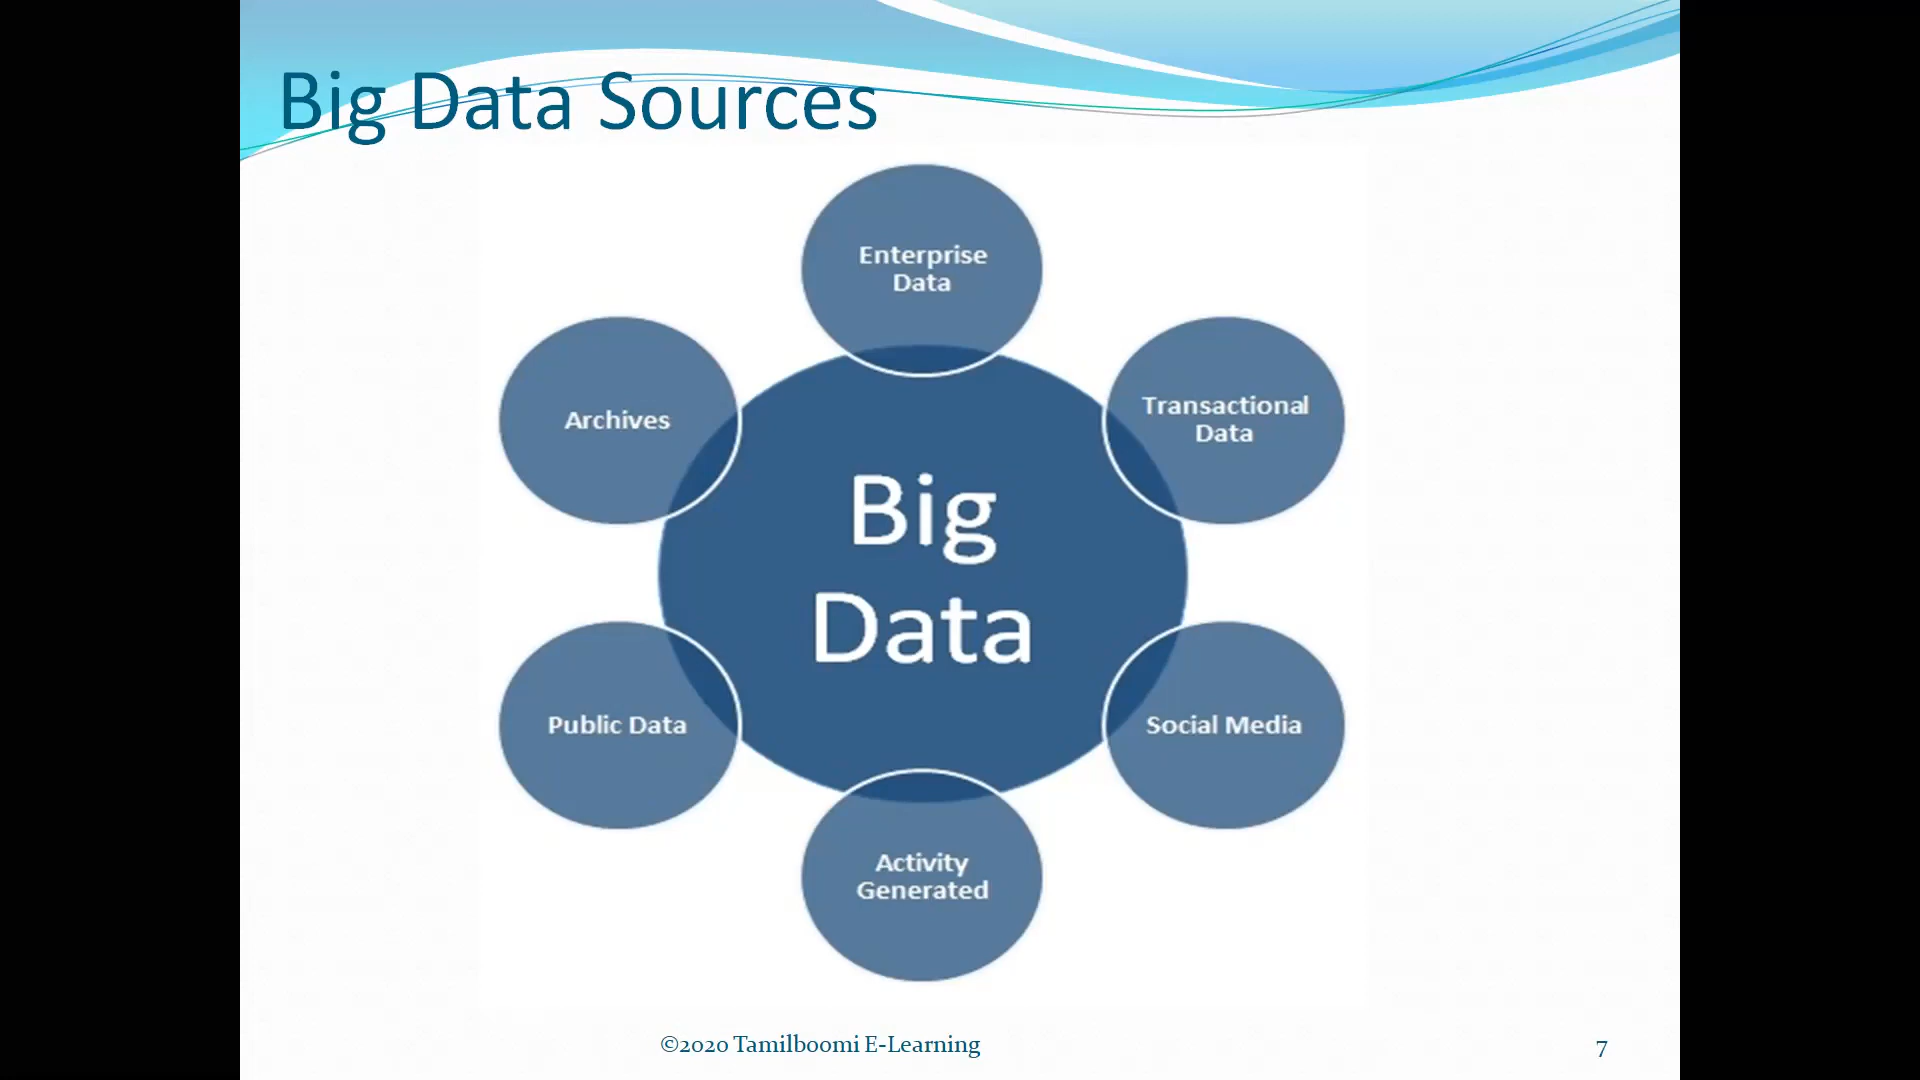 Big Data Sources
Enterprise
Data
Archives
Transactional
Data
Big
Data
Public Data
Social Media
Activity
Generated
©2020 Tamilboomi E-Learning
7